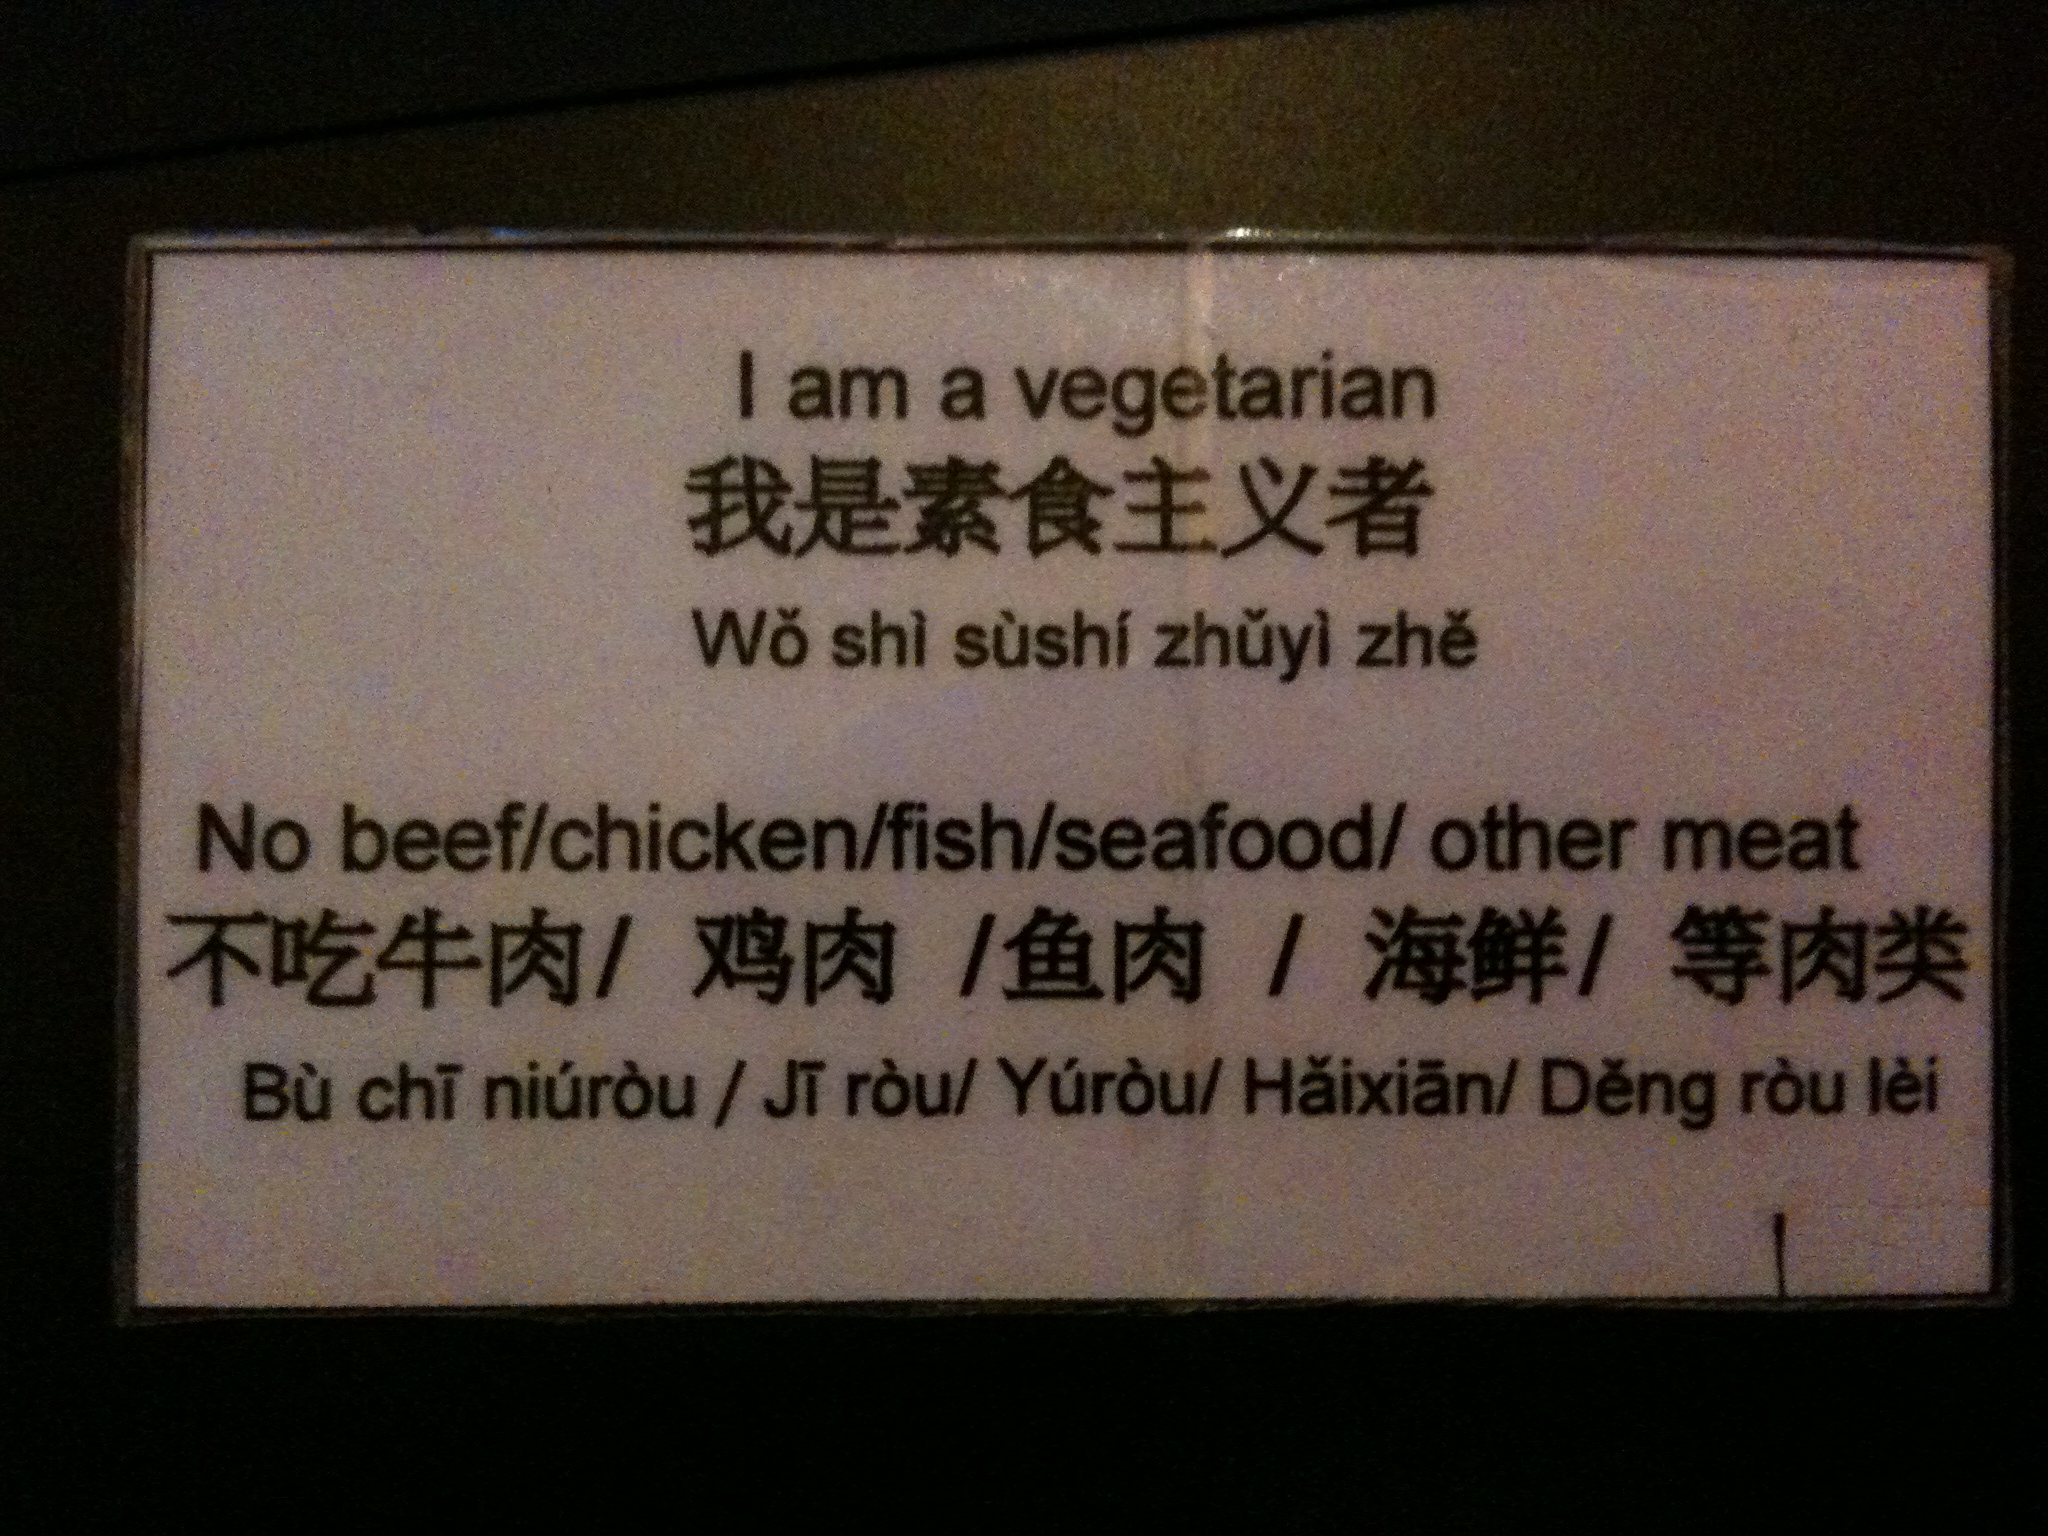 I am a vegetarian
我是素食主义者
Wǒ shì sùshí zhǔyì zhě
No beef/chicken/fish/seafood/ other meat
不吃牛肉/ 鸡肉 /鱼肉 / 海鲜/ 等肉类
Bù chī niúròu / Jī ròu/ Yúròu/ Hǎixiān/ Děng ròu lèi